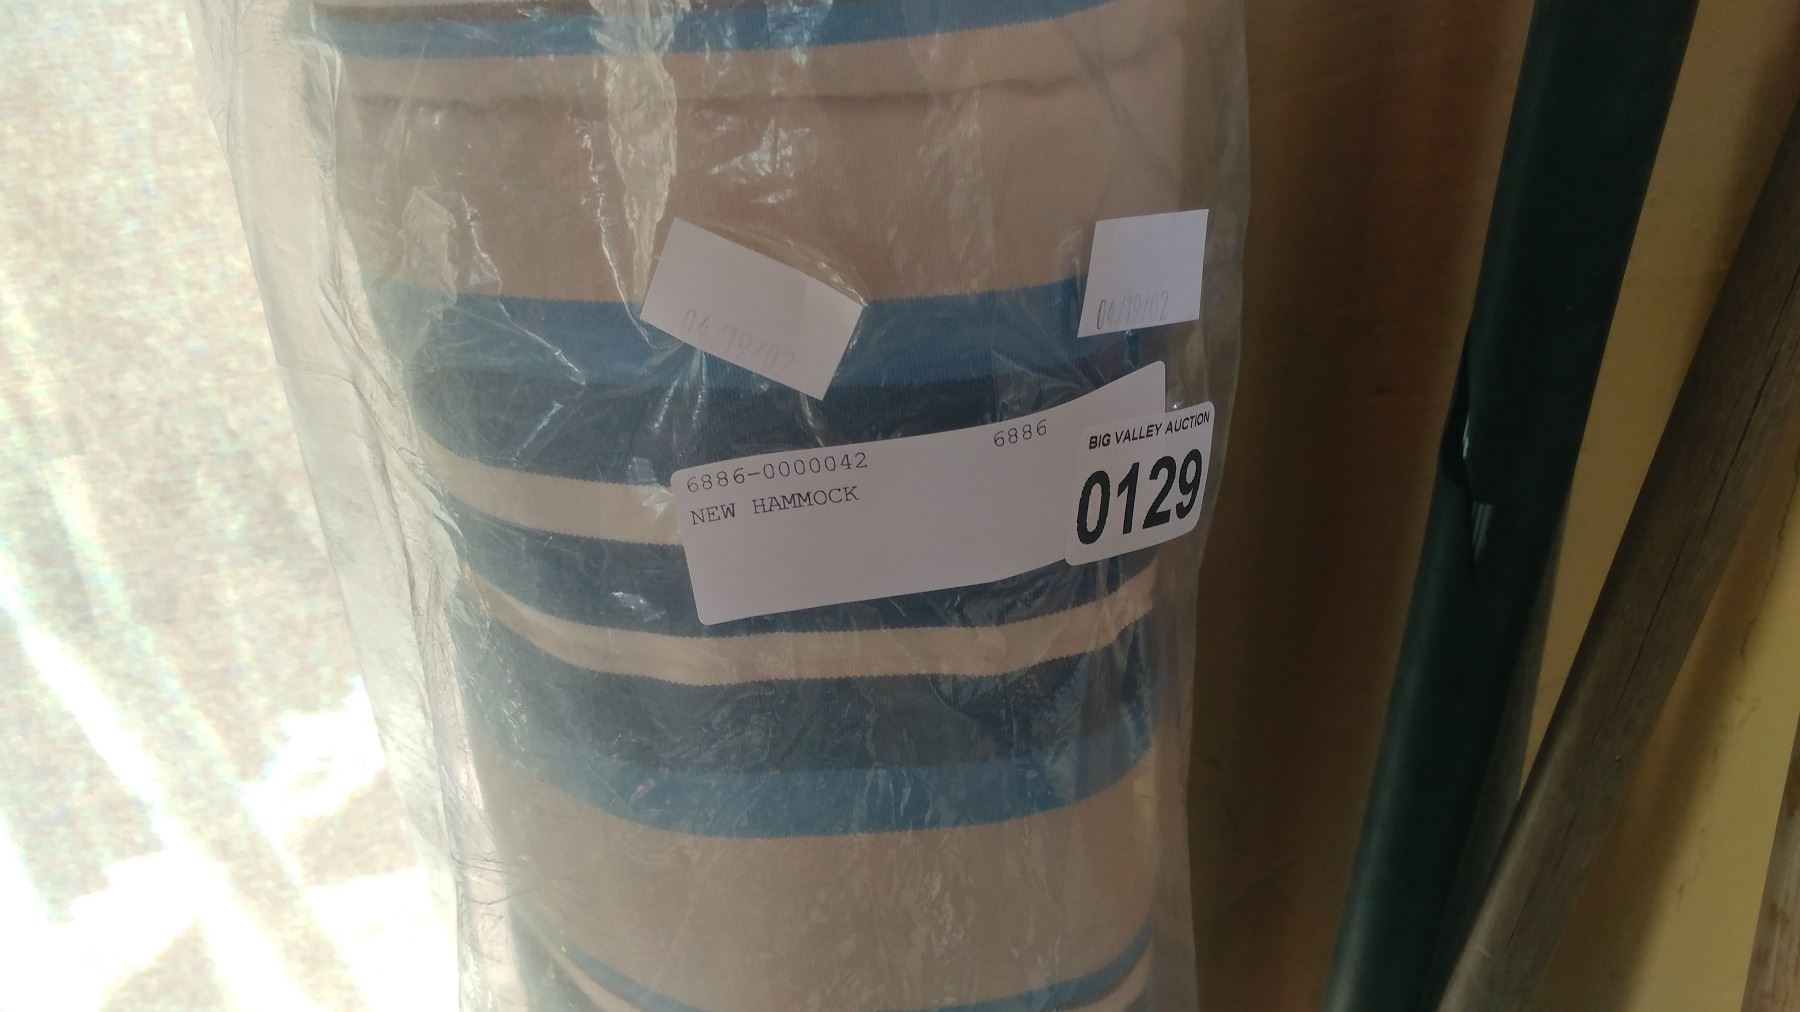 04/19/02
04/19/02
6886-0000042 6886
NEW HAMMOCK
BIG VALLEY AUCTION
0129